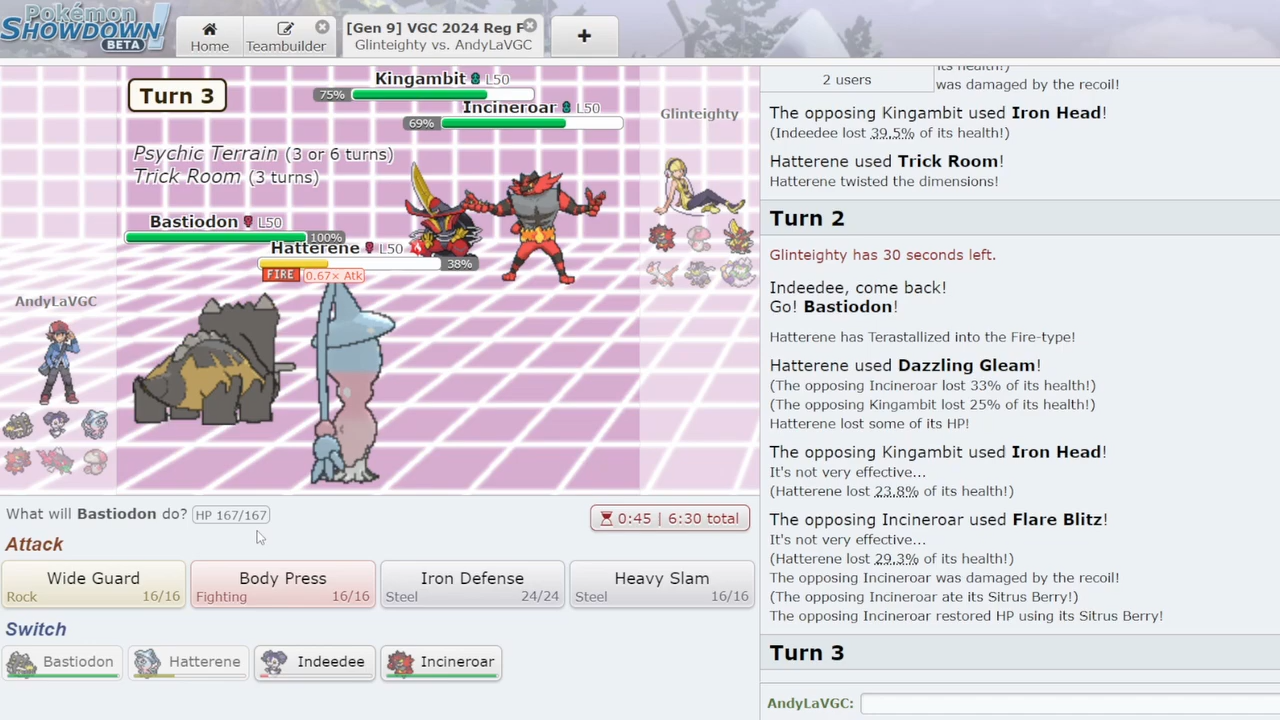 Pokémon
SHOWDOWN!
BETA
Home
Teambuilder
[Gen 9] VGC 2024 Reg F
Glinteighty vs. AndyLaVGC
+
Turn 3
Kingambit L50
75%
Incineroar L50
69%
Psychic Terrain (3 or 6 turns)
Trick Room (3 turns)
Bastiodon L50
100%
Hatterene L50
38%
FIRE 0.67× Atk
Glinteighty
AndyLaVGC
What will Bastiodon do? HP 167/167
0:45 | 6:30 total
Attack
Wide Guard
Rock 16/16
Body Press
Fighting 16/16
Iron Defense
Steel 24/24
Heavy Slam
Steel 16/16
Switch
Bastiodon
Hatterene
Indeedee
Incineroar
2 users
its health!)
was damaged by the recoil!
The opposing Kingambit used Iron Head!
(Indeedee lost 39.5% of its health!)
Hatterene used Trick Room!
Hatterene twisted the dimensions!
Turn 2
Glinteighty has 30 seconds left.
Indeedee, come back!
Go! Bastiodon!
Hatterene has Terastallized into the Fire-type!
Hatterene used Dazzling Gleam!
(The opposing Incineroar lost 33% of its health!)
(The opposing Kingambit lost 25% of its health!)
Hatterene lost some of its HP!
The opposing Kingambit used Iron Head!
It's not very effective...
(Hatterene lost 23.8% of its health!)
The opposing Incineroar used Flare Blitz!
It's not very effective...
(Hatterene lost 29.3% of its health!)
The opposing Incineroar was damaged by the recoil!
(The opposing Incineroar ate its Sitrus Berry!)
The opposing Incineroar restored HP using its Sitrus Berry!
Turn 3
AndyLaVGC: